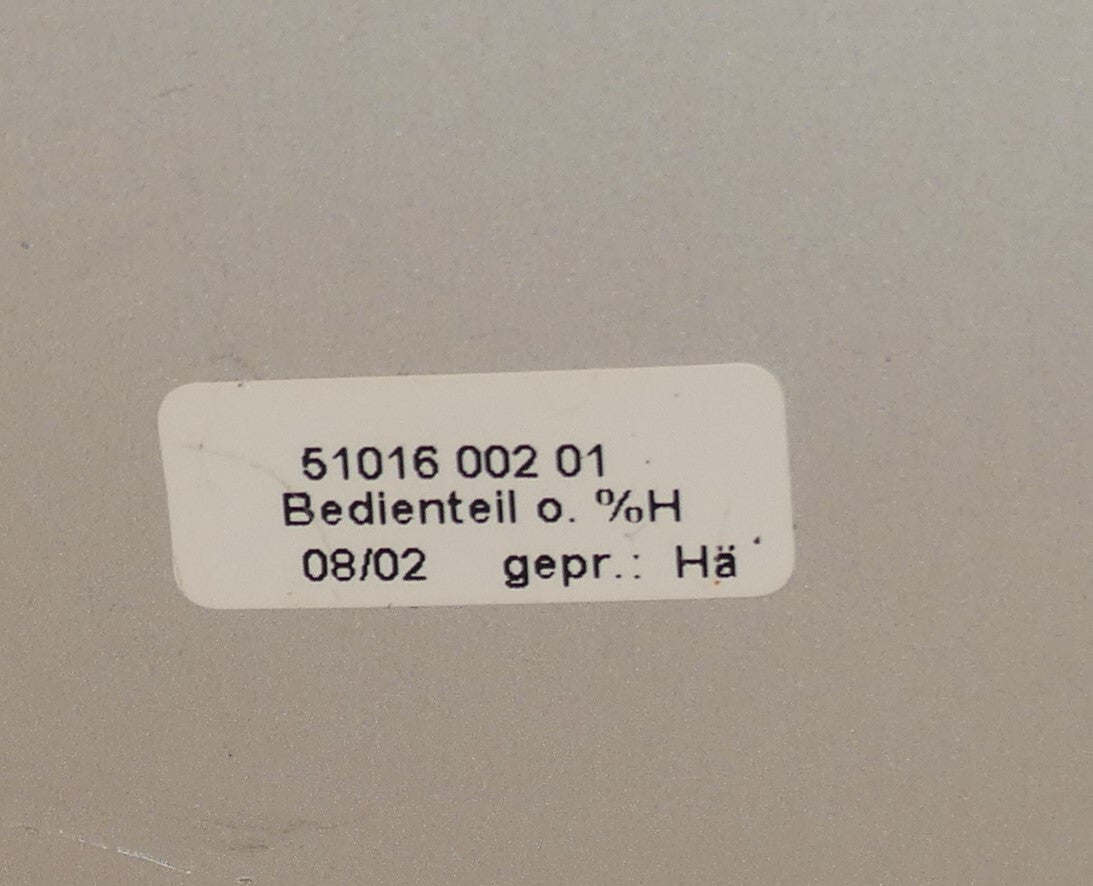 51016 002 01
Bedienteil o. %H
08/02 gepr.: Hä